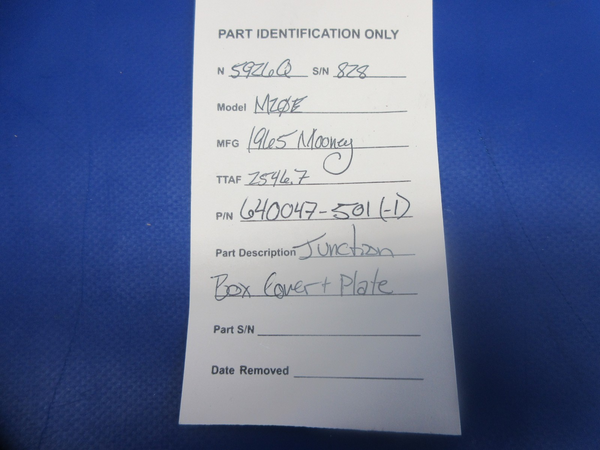 PART IDENTIFICATION ONLY
N 5926Q S/N 828
Model M20E
MFG 1965 Mooney
TTAF 2546.7
P/N 640047-501(-1)
Part Description Junction
Box Cover + Plate
Part S/N
Date Removed